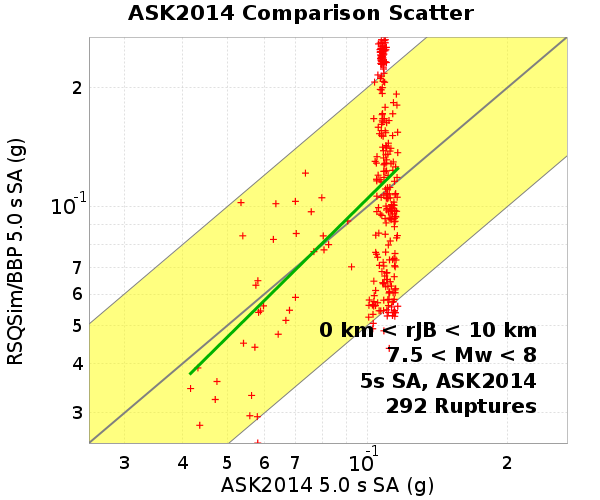 ASK2014 Comparison Scatter
RSQSim/BBP 5.0 s SA (g)
2
10^-1
7
6
5
4
3
0 km < rJB < 10 km
7.5 < Mw < 8
5s SA, ASK2014
292 Ruptures
3 4 5 6 7 10^-1 2
ASK2014 5.0 s SA (g)